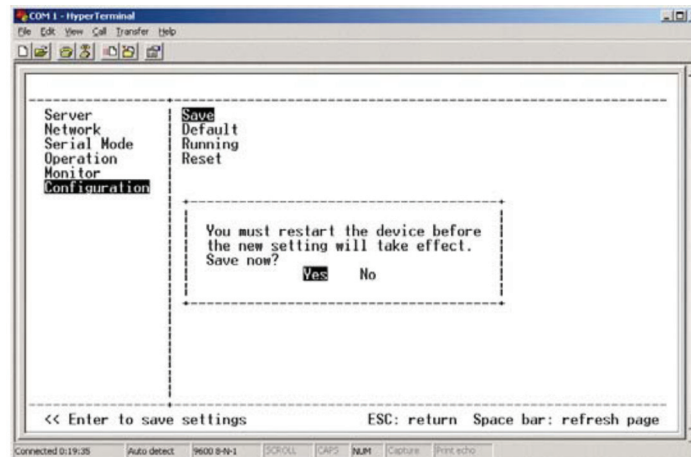 COM 1 - HyperTerminal
File Edit View Call Transfer Help
Server
Network
Serial Mode
Operation
Monitor
Configuration
Save
Default
Running
Reset
You must restart the device before
the new setting will take effect.
Save now?
Yes No
<< Enter to save settings ESC: return Space bar: refresh page
Connected 0:19:35 Auto detect 9600 8-N-1 SCROLL CAPS NUM Capture Print echo